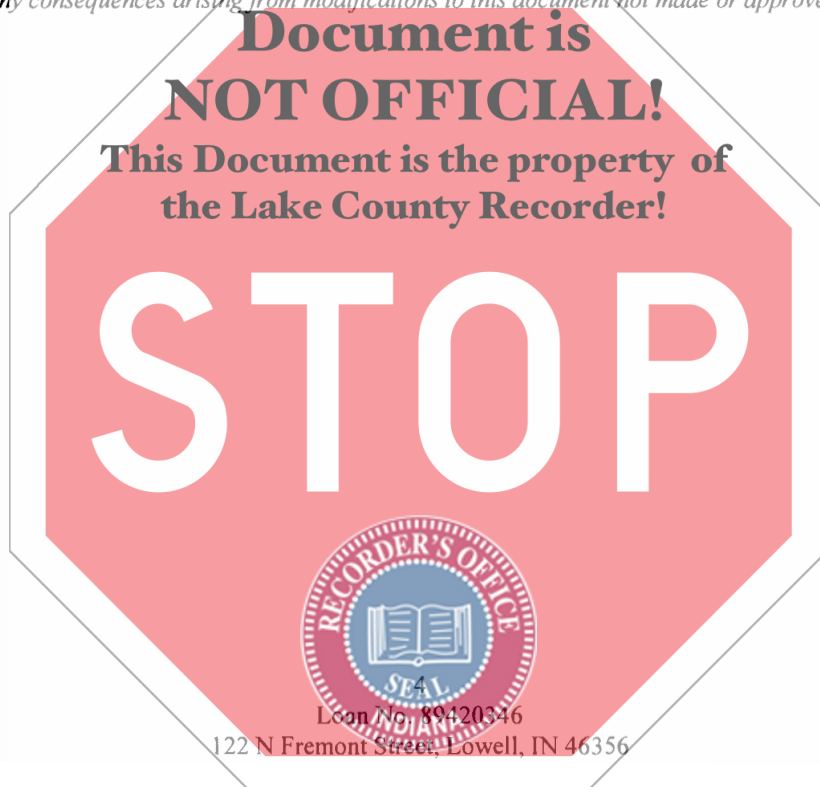 ny consequences arising from modifications to this document not made or approve
Document is
NOT OFFICIAL!
This Document is the property of
the Lake County Recorder!
STOP
RECORDER'S OFFICE
SEAL
INDIANA
4
Loan No. 89420346
122 N Fremont Street, Lowell, IN 46356